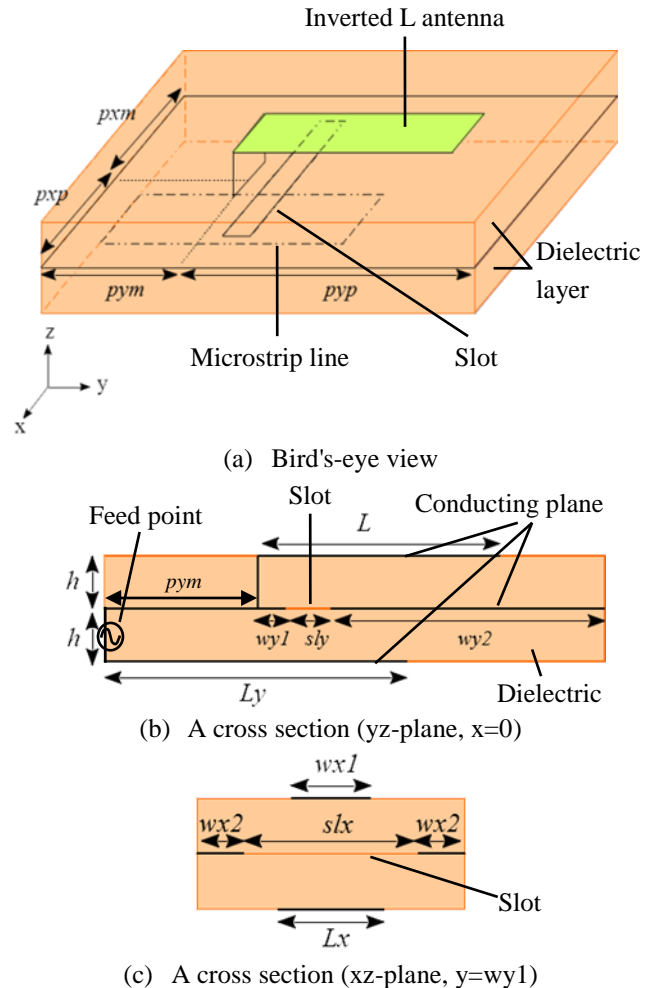 Inverted L antenna
pxm
pxp
pym
pyp
Dielectric
layer
Microstrip line
Slot
z
y
x
(a) Bird's-eye view
Slot
Conducting plane
Feed point
L
h
pym
h
wy1
sly
wy2
Ly
Dielectric
(b) A cross section (yz-plane, x=0)
wx1
wx2
slx
wx2
Slot
Lx
(c) A cross section (xz-plane, y=wy1)